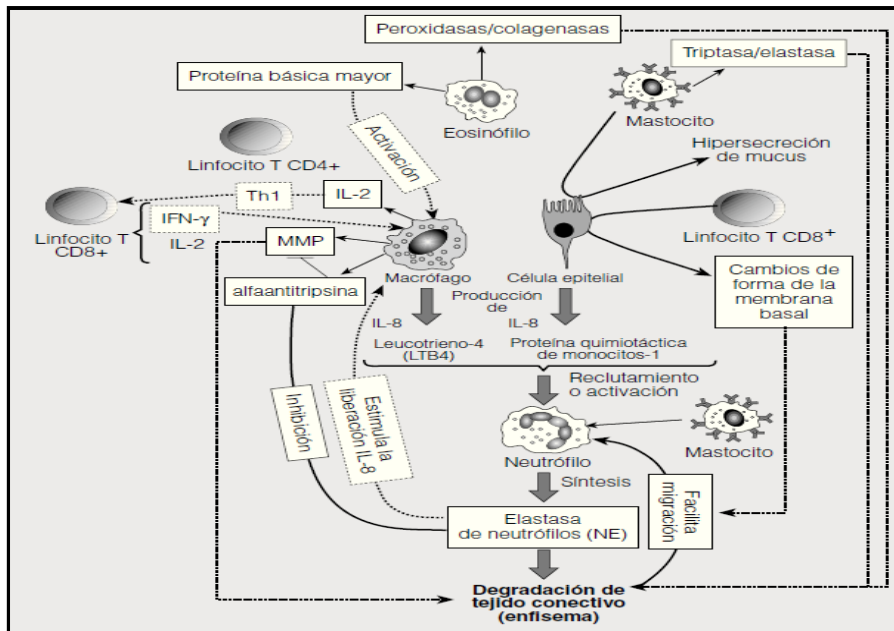 Peroxidasas/colagenasas
Triptasa/elastasa
Proteína básica mayor
Eosinófilo
Mastocito
Activación
Hipersecreción
de mucus
Linfocito T CD4+
Th1
IL-2
IFN-γ
Linfocito T
CD8+
IL-2
MMP
Linfocito T CD8+
alfaantitripsina
Macrófago
Célula epitelial
Cambios de
forma de la
membrana
basal
Producción
de
IL-8
IL-8
Leucotrieno-4
(LTB4)
Proteína quimiotáctica
de monocitos-1
Reclutamiento
o activación
Inhibición
Estimula la
liberación IL-8
Neutrófilo
Mastocito
Síntesis
Facilita
migración
Elastasa
de neutrófilos (NE)
Degradación de
tejido conectivo
(enfisema)